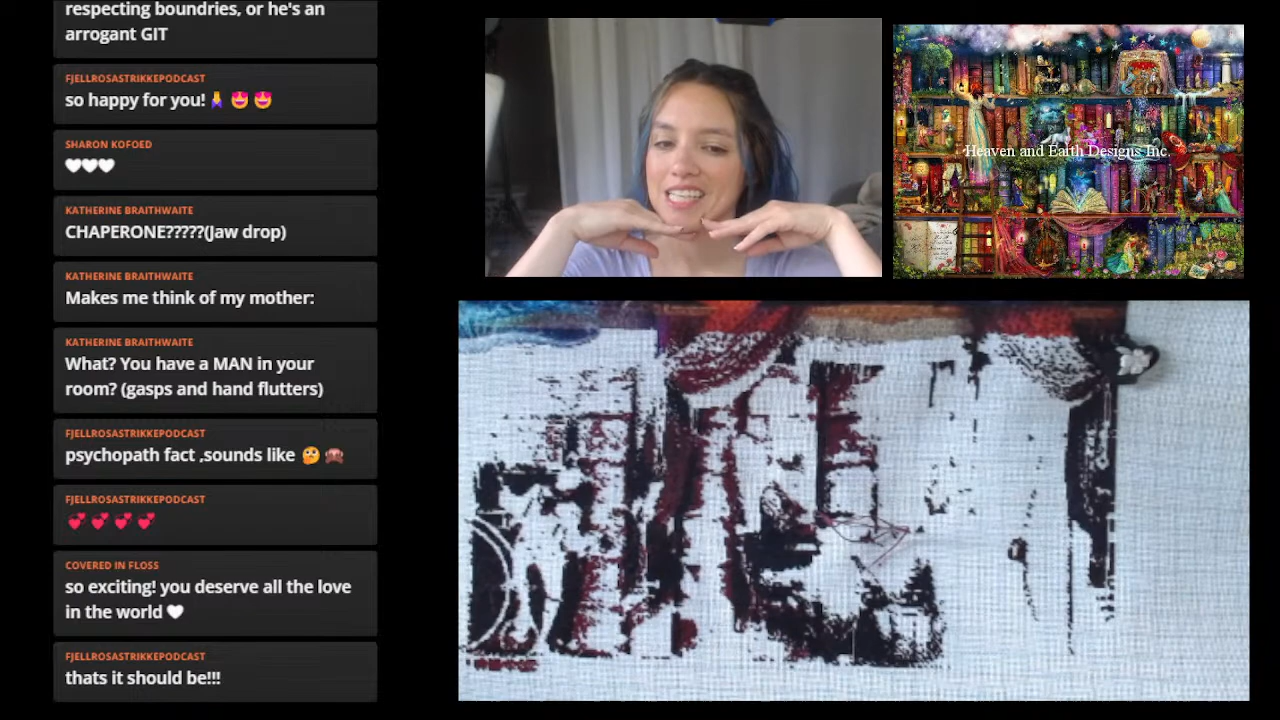 respecting boundries, or he's an
arrogant GIT
FJELLROSASTRIKKEPODCAST
so happy for you!
SHARON KOFOED
KATHERINE BRAITHWAITE
CHAPERONE?????(Jaw drop)
KATHERINE BRAITHWAITE
Makes me think of my mother:
KATHERINE BRAITHWAITE
What? You have a MAN in your
room? (gasps and hand flutters)
FJELLROSASTRIKKEPODCAST
psychopath fact ,sounds like
FJELLROSASTRIKKEPODCAST
COVERED IN FLOSS
so exciting! you deserve all the love
in the world
FJELLROSASTRIKKEPODCAST
thats it should be!!!
Heaven and Earth Designs Inc.